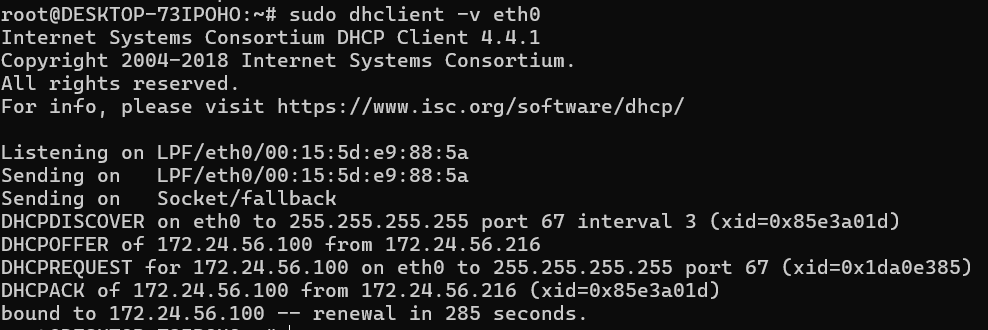 root@DESKTOP-73IPOHO:~# sudo dhclient -v eth0
Internet Systems Consortium DHCP Client 4.4.1
Copyright 2004-2018 Internet Systems Consortium.
All rights reserved.
For info, please visit https://www.isc.org/software/dhcp/

Listening on LPF/eth0/00:15:5d:e9:88:5a
Sending on   LPF/eth0/00:15:5d:e9:88:5a
Sending on   Socket/fallback
DHCPDISCOVER on eth0 to 255.255.255.255 port 67 interval 3 (xid=0x85e3a01d)
DHCPOFFER of 172.24.56.100 from 172.24.56.216
DHCPREQUEST for 172.24.56.100 on eth0 to 255.255.255.255 port 67 (xid=0x1da0e385)
DHCPACK of 172.24.56.100 from 172.24.56.216 (xid=0x85e3a01d)
bound to 172.24.56.100 -- renewal in 285 seconds.
root@DESKTOP-73IPOHO:~#